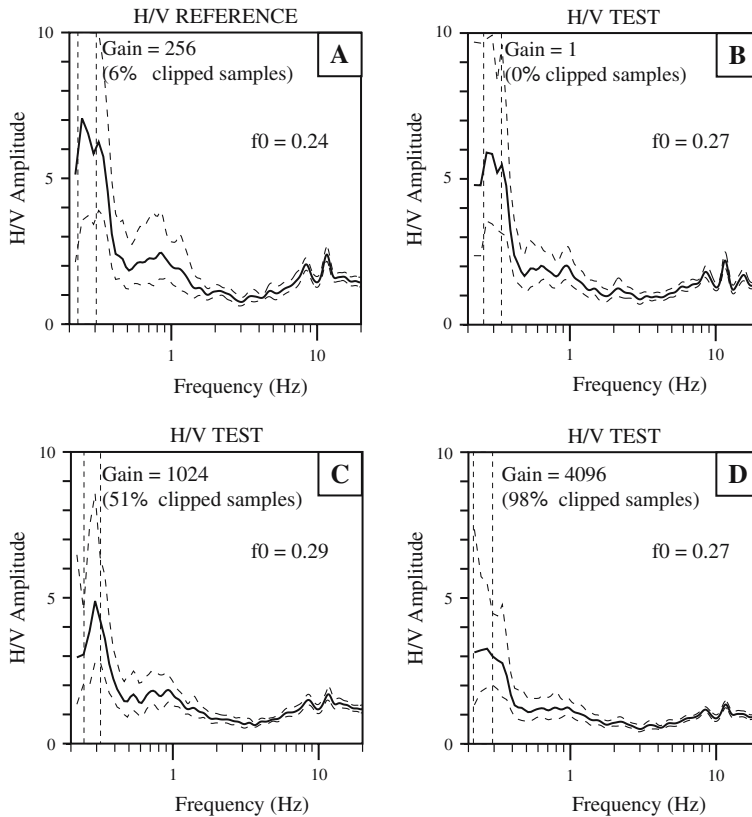 H/V REFERENCE
10
Gain = 256
(6% clipped samples)
A
f0 = 0.24
5
0
H/V Amplitude
1
10
Frequency (Hz)
H/V TEST
10
Gain = 1
(0% clipped samples)
B
f0 = 0.27
5
0
H/V Amplitude
1
10
Frequency (Hz)
H/V TEST
10
Gain = 1024
(51% clipped samples)
C
f0 = 0.29
5
0
H/V Amplitude
1
10
Frequency (Hz)
H/V TEST
10
Gain = 4096
(98% clipped samples)
D
f0 = 0.27
5
0
H/V Amplitude
1
10
Frequency (Hz)